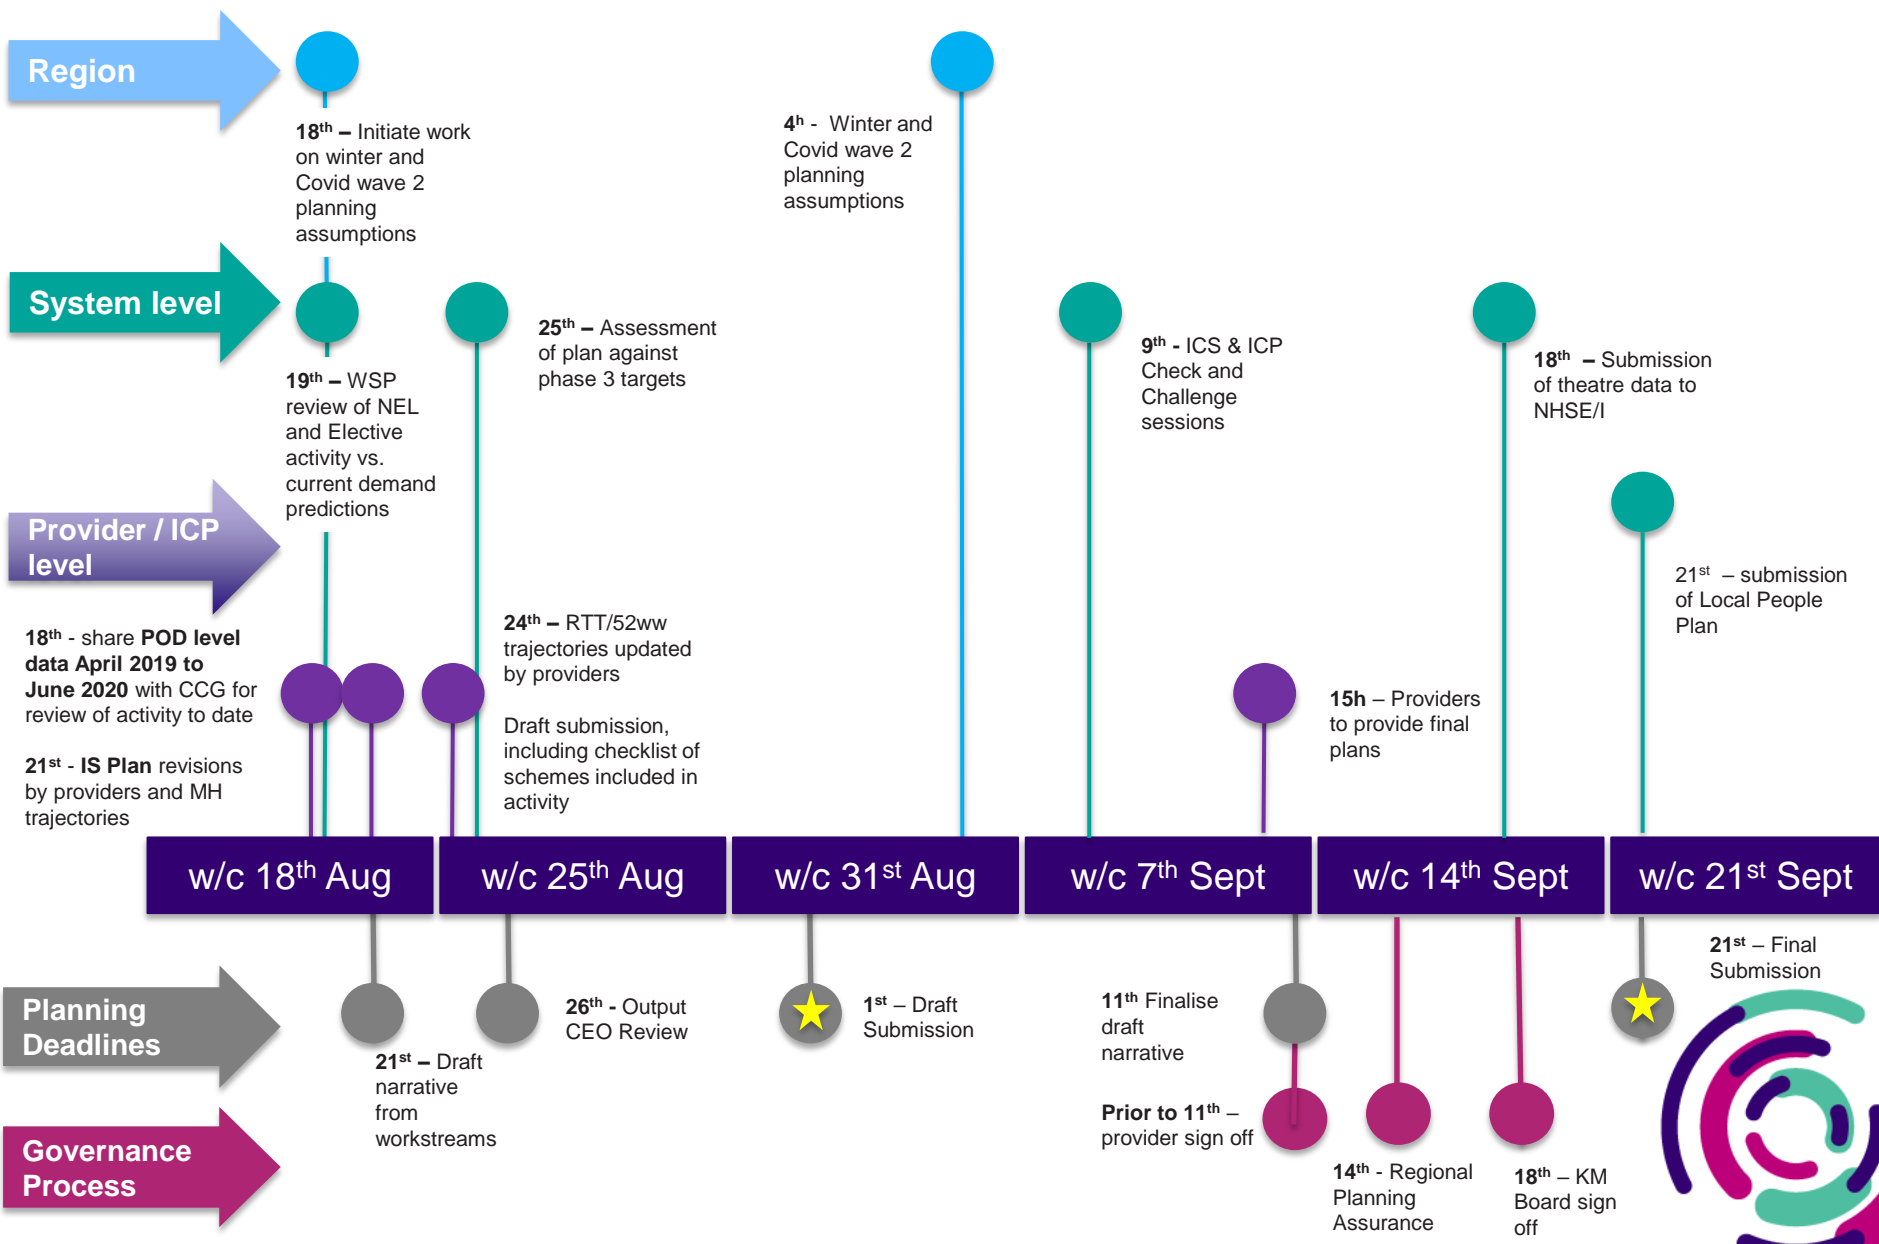 Region
18th – Initiate work
on winter and
Covid wave 2
planning
assumptions
4h - Winter and
Covid wave 2
planning
assumptions
System level
19th – WSP
review of NEL
and Elective
activity vs.
current demand
predictions
25th – Assessment
of plan against
phase 3 targets
9th - ICS & ICP
Check and
Challenge
sessions
18th – Submission
of theatre data to
NHSE/I
21st – submission
of Local People
Plan
Provider / ICP
level
18th - share POD level
data April 2019 to
June 2020 with CCG for
review of activity to date
21st - IS Plan revisions
by providers and MH
trajectories
24th – RTT/52ww
trajectories updated
by providers
Draft submission,
including checklist of
schemes included in
activity
15h – Providers
to provide final
plans
w/c 18th Aug
w/c 25th Aug
w/c 31st Aug
w/c 7th Sept
w/c 14th Sept
w/c 21st Sept
Planning
Deadlines
21st – Draft
narrative
from
workstreams
26th - Output
CEO Review
1st – Draft
Submission
11th Finalise
draft
narrative
21st – Final
Submission
Governance
Process
Prior to 11th –
provider sign off
14th - Regional
Planning
Assurance
18th – KM
Board sign
off